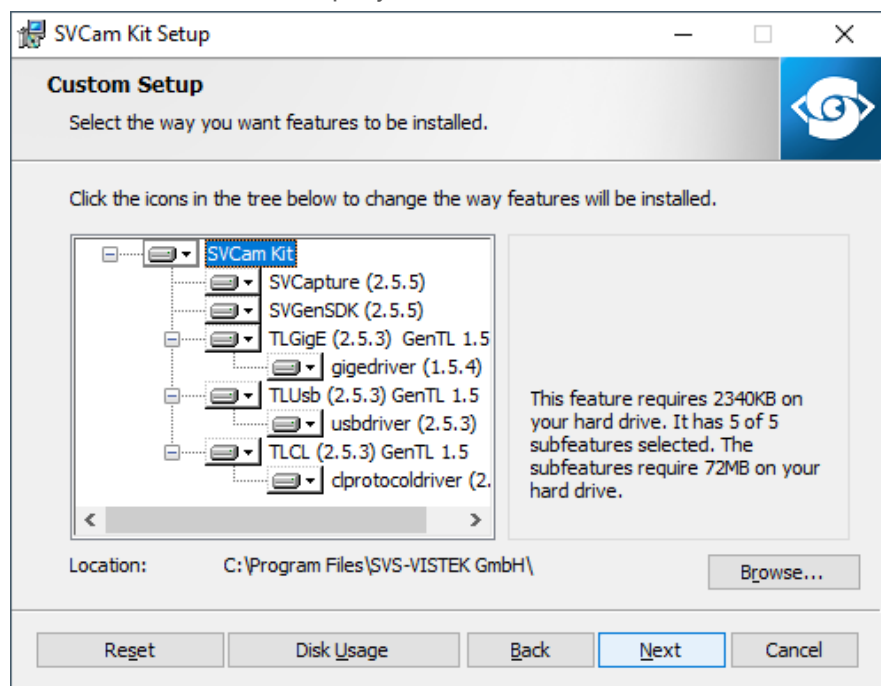 SVCam Kit Setup
Custom Setup
Select the way you want features to be installed.
Click the icons in the tree below to change the way features will be installed.
SVCam Kit
SVCapture (2.5.5)
SVGenSDK (2.5.5)
TLGigE (2.5.3) GenTL 1.5
gigedriver (1.5.4)
TLUsb (2.5.3) GenTL 1.5
usbdriver (2.5.3)
TLCL (2.5.3) GenTL 1.5
clprotocoldriver (2.
This feature requires 2340KB on
your hard drive. It has 5 of 5
subfeatures selected. The
subfeatures require 72MB on your
hard drive.
Location: C:\Program Files\SVS-VISTEK GmbH\
Browse...
Reset Disk Usage Back Next Cancel